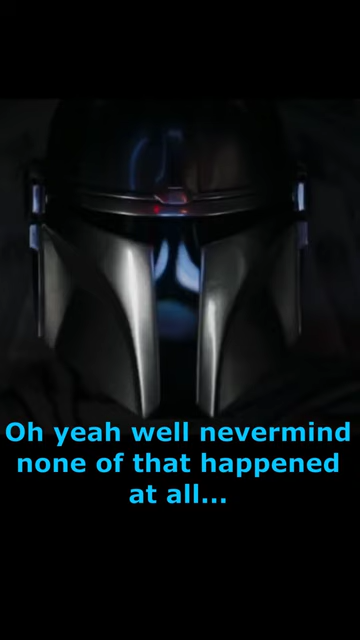 Oh yeah well nevermind
none of that happened
at all...